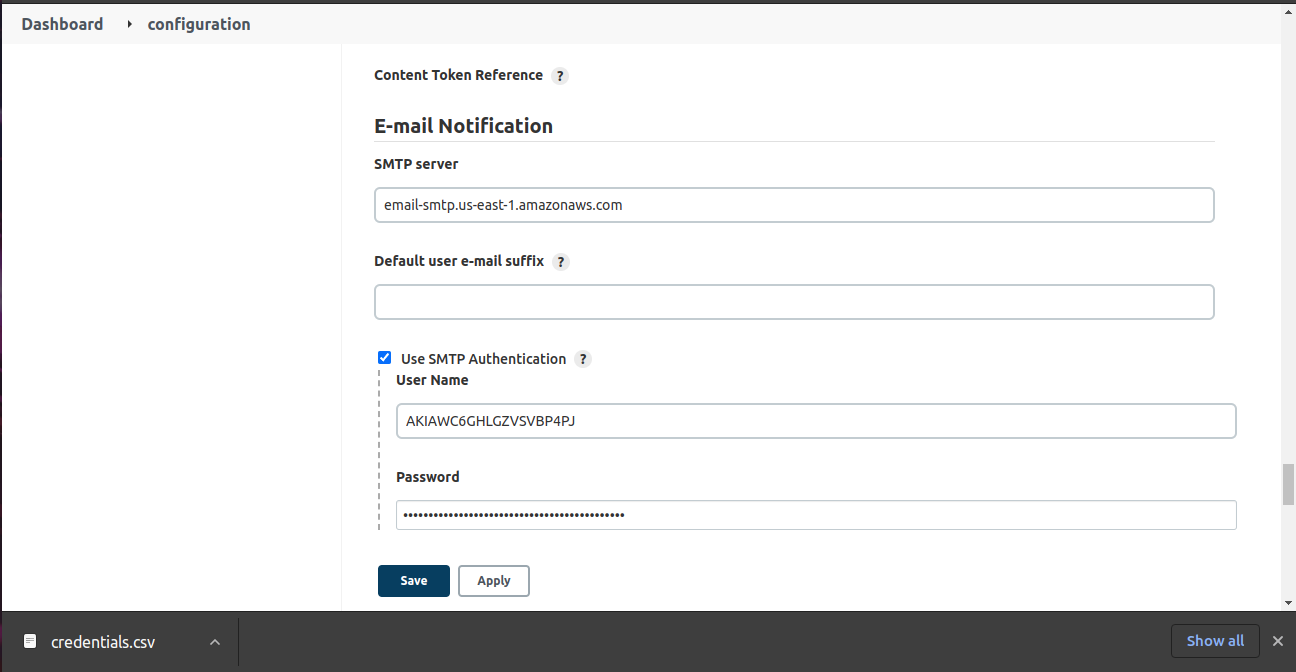 Dashboard ▸ configuration
Content Token Reference ?
E-mail Notification
SMTP server
email-smtp.us-east-1.amazonaws.com
Default user e-mail suffix ?
Use SMTP Authentication ?
User Name
AKIAWC6GHLGZVSVBP4PJ
Password
••••••••••••••••••••••••••••••••••••••••••••
Save Apply
credentials.csv Show all